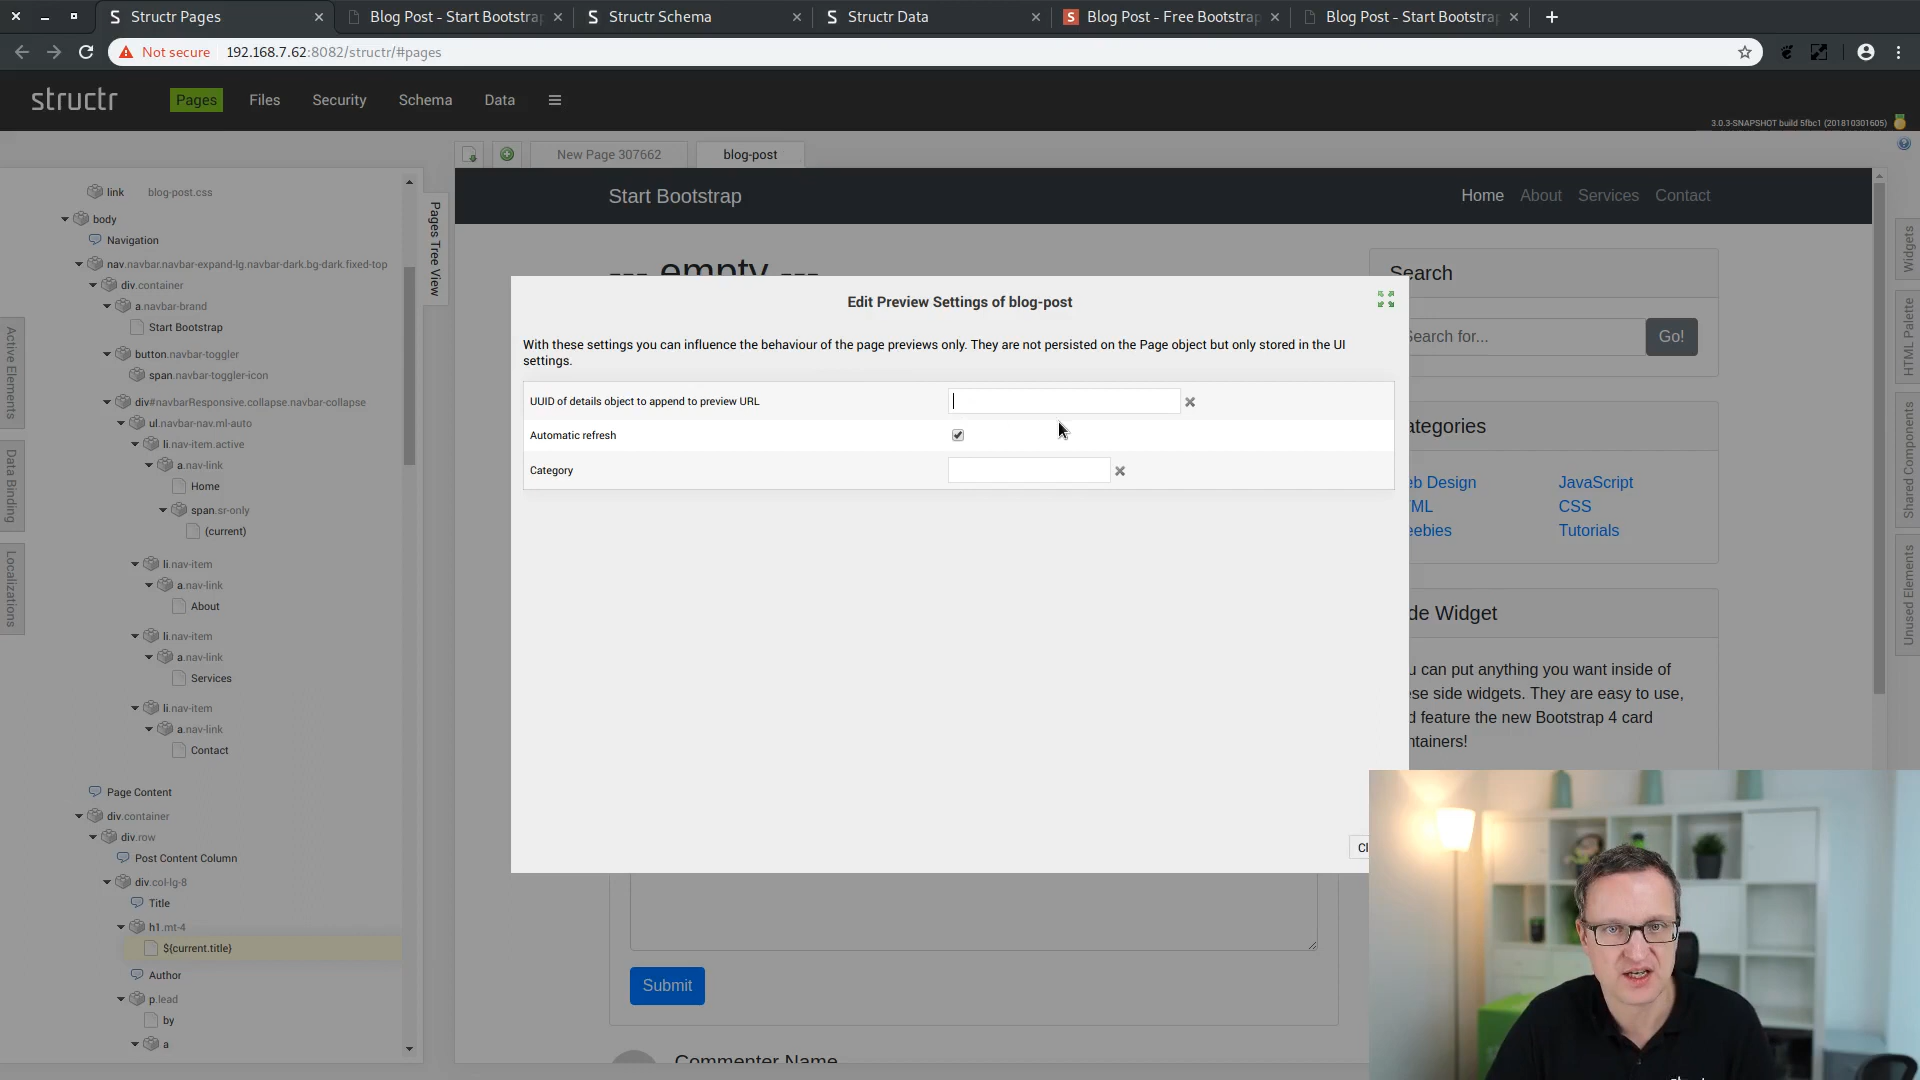 Structr Pages
Blog Post - Start Bootstrap
Structr Schema
Structr Data
Blog Post - Free Bootstrap
Blog Post - Start Bootstrap
Not secure
192.168.7.62:8082/structr/#pages
structr
Pages
Files
Security
Schema
Data
3.0.3-SNAPSHOT build 5fbc1 (201810301605)
New Page 307662
blog-post
link blog-post.css
body
Navigation
nav.navbar.navbar-expand-lg.navbar-dark.bg-dark.fixed-top
div.container
a.navbar-brand
Start Bootstrap
button.navbar-toggler
span.navbar-toggler-icon
div#navbarResponsive.collapse.navbar-collapse
ul.navbar-nav.ml-auto
li.nav-item.active
a.nav-link
Home
span.sr-only
(current)
li.nav-item
a.nav-link
About
li.nav-item
a.nav-link
Services
li.nav-item
a.nav-link
Contact
Page Content
div.container
div.row
Post Content Column
div.col-lg-8
Title
h1.mt-4
${current.title}
Author
p.lead
by
a
Active Elements
Data Binding
Localizations
Pages Tree View
Start Bootstrap
Home
About
Services
Contact
--- empty ---
Edit Preview Settings of blog-post
With these settings you can influence the behaviour of the page previews only. They are not persisted on the Page object but only stored in the UI
settings.
UUID of details object to append to preview URL
Automatic refresh
Category
Cl
Search
earch for...
Go!
ategories
eb Design
JavaScript
ML
CSS
eebies
Tutorials
de Widget
u can put anything you want inside of
ese side widgets. They are easy to use,
d feature the new Bootstrap 4 card
ntainers!
Submit
Commenter Name
Widgets
HTML Palette
Shared Components
Unused Elements